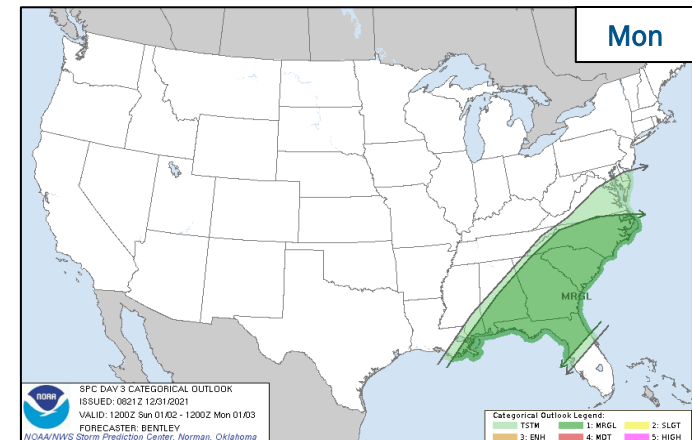 Mon
MRGL
NOAA
SPC DAY 3 CATEGORICAL OUTLOOK
ISSUED: 0821Z 12/31/2021
VALID: 1200Z Sun 01/02 - 1200Z Mon 01/03
FORECASTER: BENTLEY
NOAA/NWS Storm Prediction Center, Norman, Oklahoma
Categorical Outlook Legend:
TSTM 1: MRGL 2: SLGT
3: ENH 4: MDT 5: HIGH